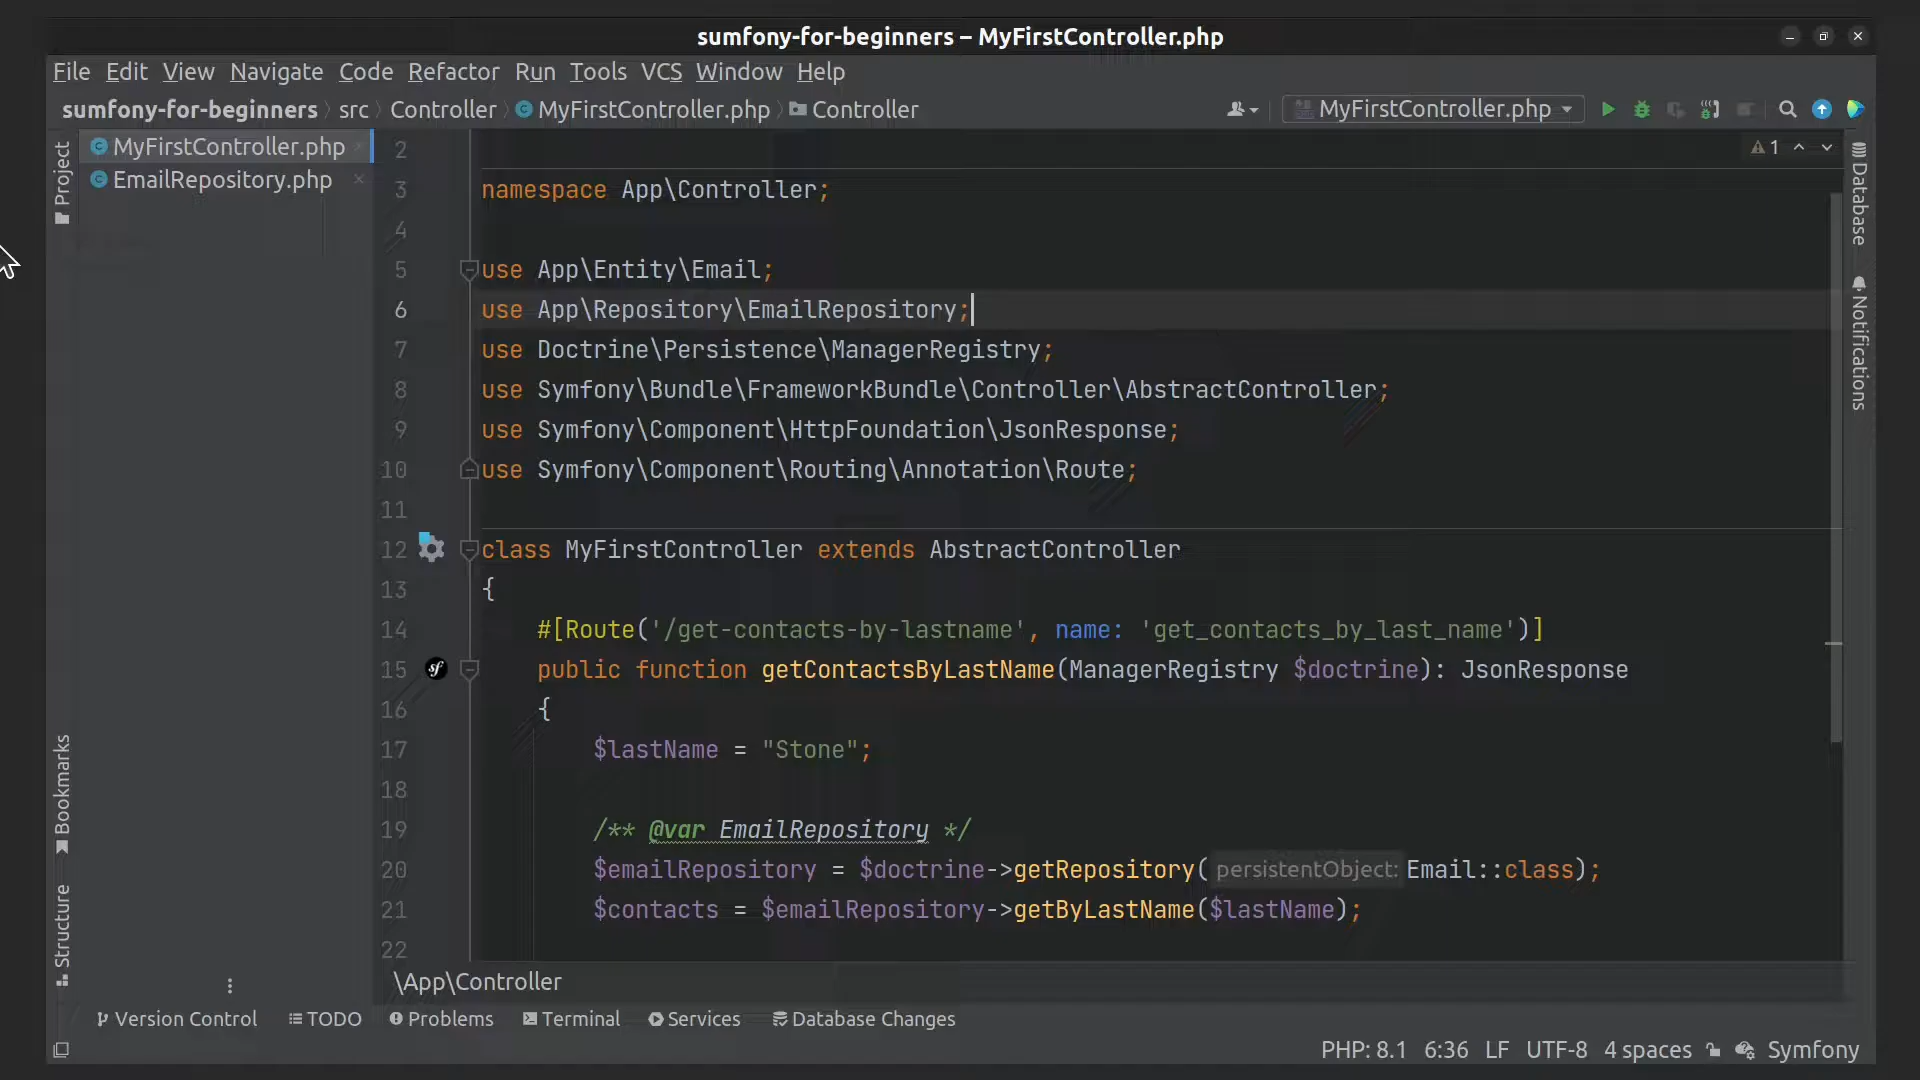 sumfony-for-beginners – MyFirstController.php
File Edit View Navigate Code Refactor Run Tools VCS Window Help
sumfony-for-beginners src Controller MyFirstController.php Controller
MyFirstController.php
Project
MyFirstController.php
EmailRepository.php
Bookmarks
Structure
1
Database
Notifications
2
3 namespace App\Controller;
4
5 use App\Entity\Email;
6 use App\Repository\EmailRepository;
7 use Doctrine\Persistence\ManagerRegistry;
8 use Symfony\Bundle\FrameworkBundle\Controller\AbstractController;
9 use Symfony\Component\HttpFoundation\JsonResponse;
10 use Symfony\Component\Routing\Annotation\Route;
11
12 class MyFirstController extends AbstractController
13 {
14 #[Route('/get-contacts-by-lastname', name: 'get_contacts_by_last_name')]
15 public function getContactsByLastName(ManagerRegistry $doctrine): JsonResponse
16 {
17 $lastName = "Stone";
18
19 /** @var EmailRepository */
20 $emailRepository = $doctrine->getRepository( persistentObject: Email::class);
21 $contacts = $emailRepository->getByLastName($lastName);
22
\App\Controller
Version Control TODO Problems Terminal Services Database Changes
PHP: 8.1 6:36 LF UTF-8 4 spaces Symfony